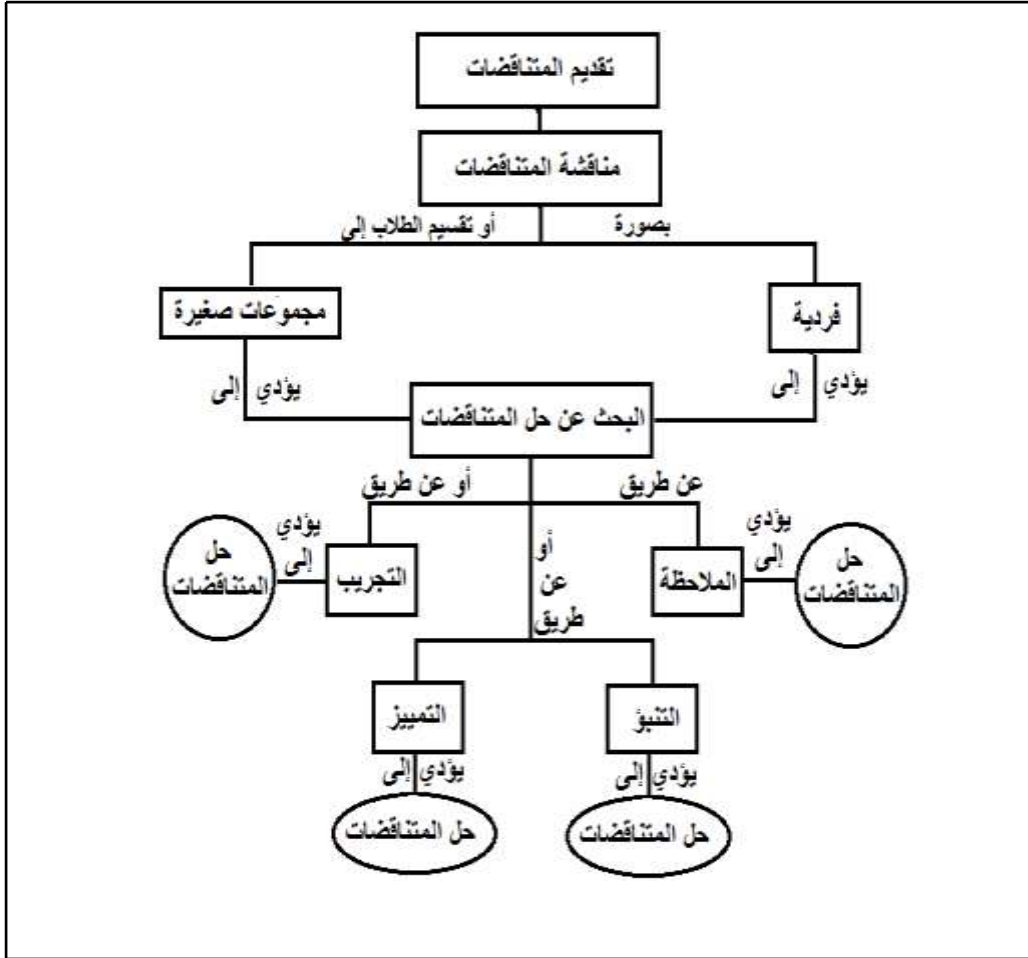 تقديم المتناقضات
مناقشة المتناقضات
بصورة
أو تقسيم الطلاب إلى
فردية
مجموعات صغيرة
يؤدي إلى
يؤدي إلى
البحث عن حل المتناقضات
عن طريق
أو عن طريق
أو
عن
طريق
يؤدي
إلى
حل
المتناقضات
الملاحظة
التجريب
يؤدي
إلى
حل
المتناقضات
التنبؤ
التمييز
يؤدي إلى
يؤدي إلى
حل المتناقضات
حل المتناقضات